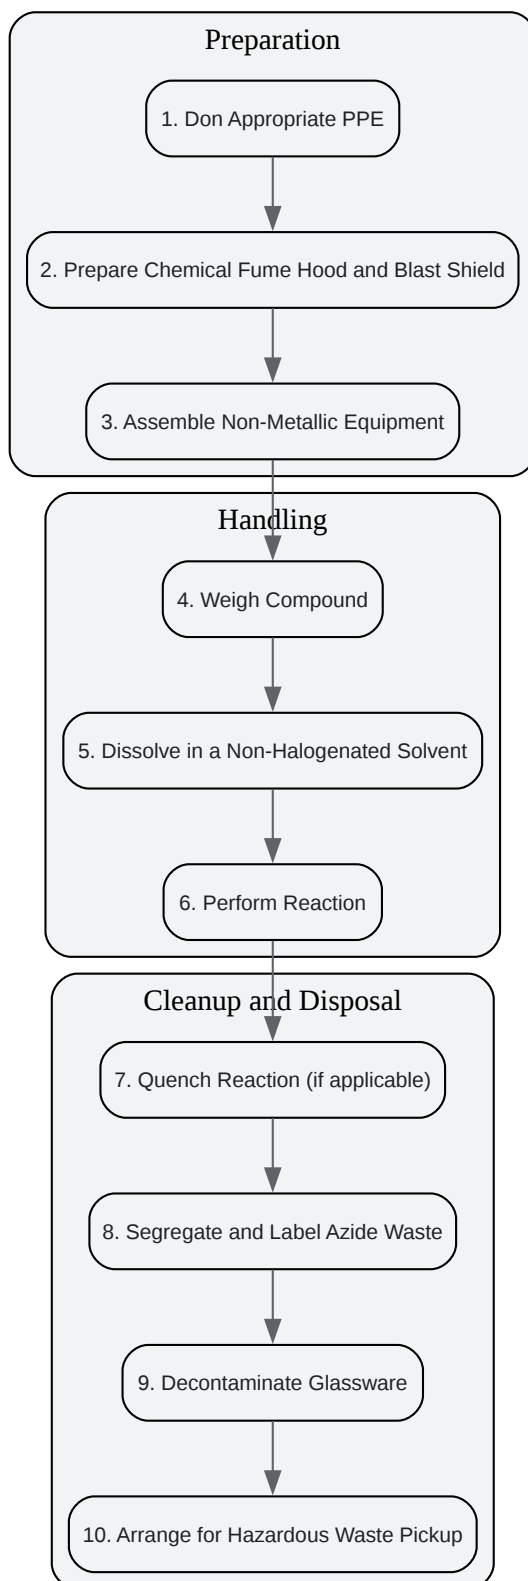 Preparation
1. Don Appropriate PPE
2. Prepare Chemical Fume Hood and Blast Shield
3. Assemble Non-Metallic Equipment
Handling
4. Weigh Compound
5. Dissolve in a Non-Halogenated Solvent
6. Perform Reaction
Cleanup and Disposal
7. Quench Reaction (if applicable)
8. Segregate and Label Azide Waste
9. Decontaminate Glassware
10. Arrange for Hazardous Waste Pickup